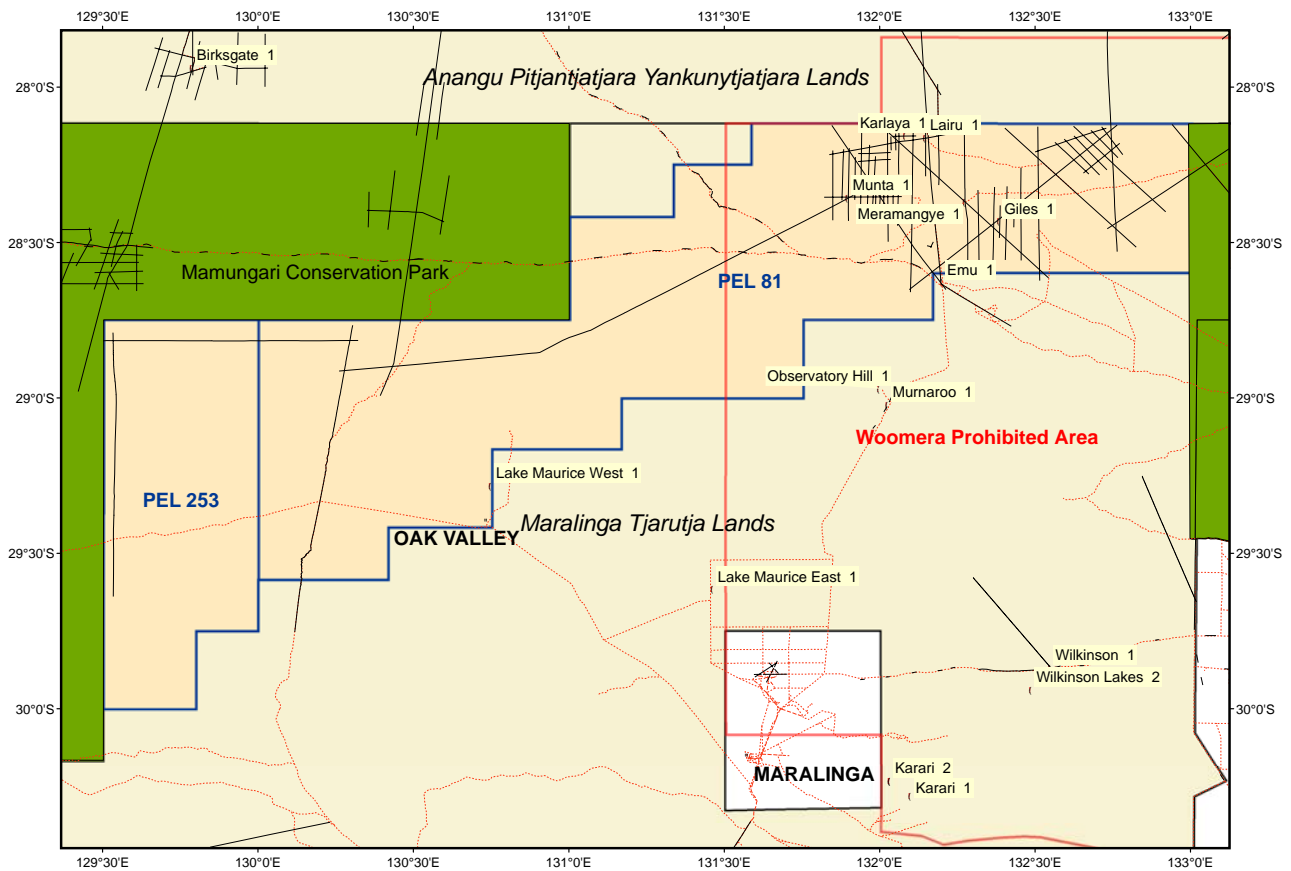 129°30'E 130°0'E 130°30'E 131°0'E 131°30'E 132°0'E 132°30'E 133°0'E
Birksgate 1
Anangu Pitjantjatjara Yankunytjatjara Lands
28°0'S 28°0'S
Karlaya 1 Lairu 1
Munta 1
Meramangye 1 Giles 1
28°30'S 28°30'S
Mamungari Conservation Park
Emu 1
PEL 81
Observatory Hill 1
Murnaroo 1
29°0'S 29°0'S
Woomera Prohibited Area
Lake Maurice West 1
PEL 253
Maralinga Tjarutja Lands
OAK VALLEY
29°30'S 29°30'S
Lake Maurice East 1
Wilkinson 1
Wilkinson Lakes 2
30°0'S 30°0'S
MARALINGA
Karari 2
Karari 1
129°30'E 130°0'E 130°30'E 131°0'E 131°30'E 132°0'E 132°30'E 133°0'E